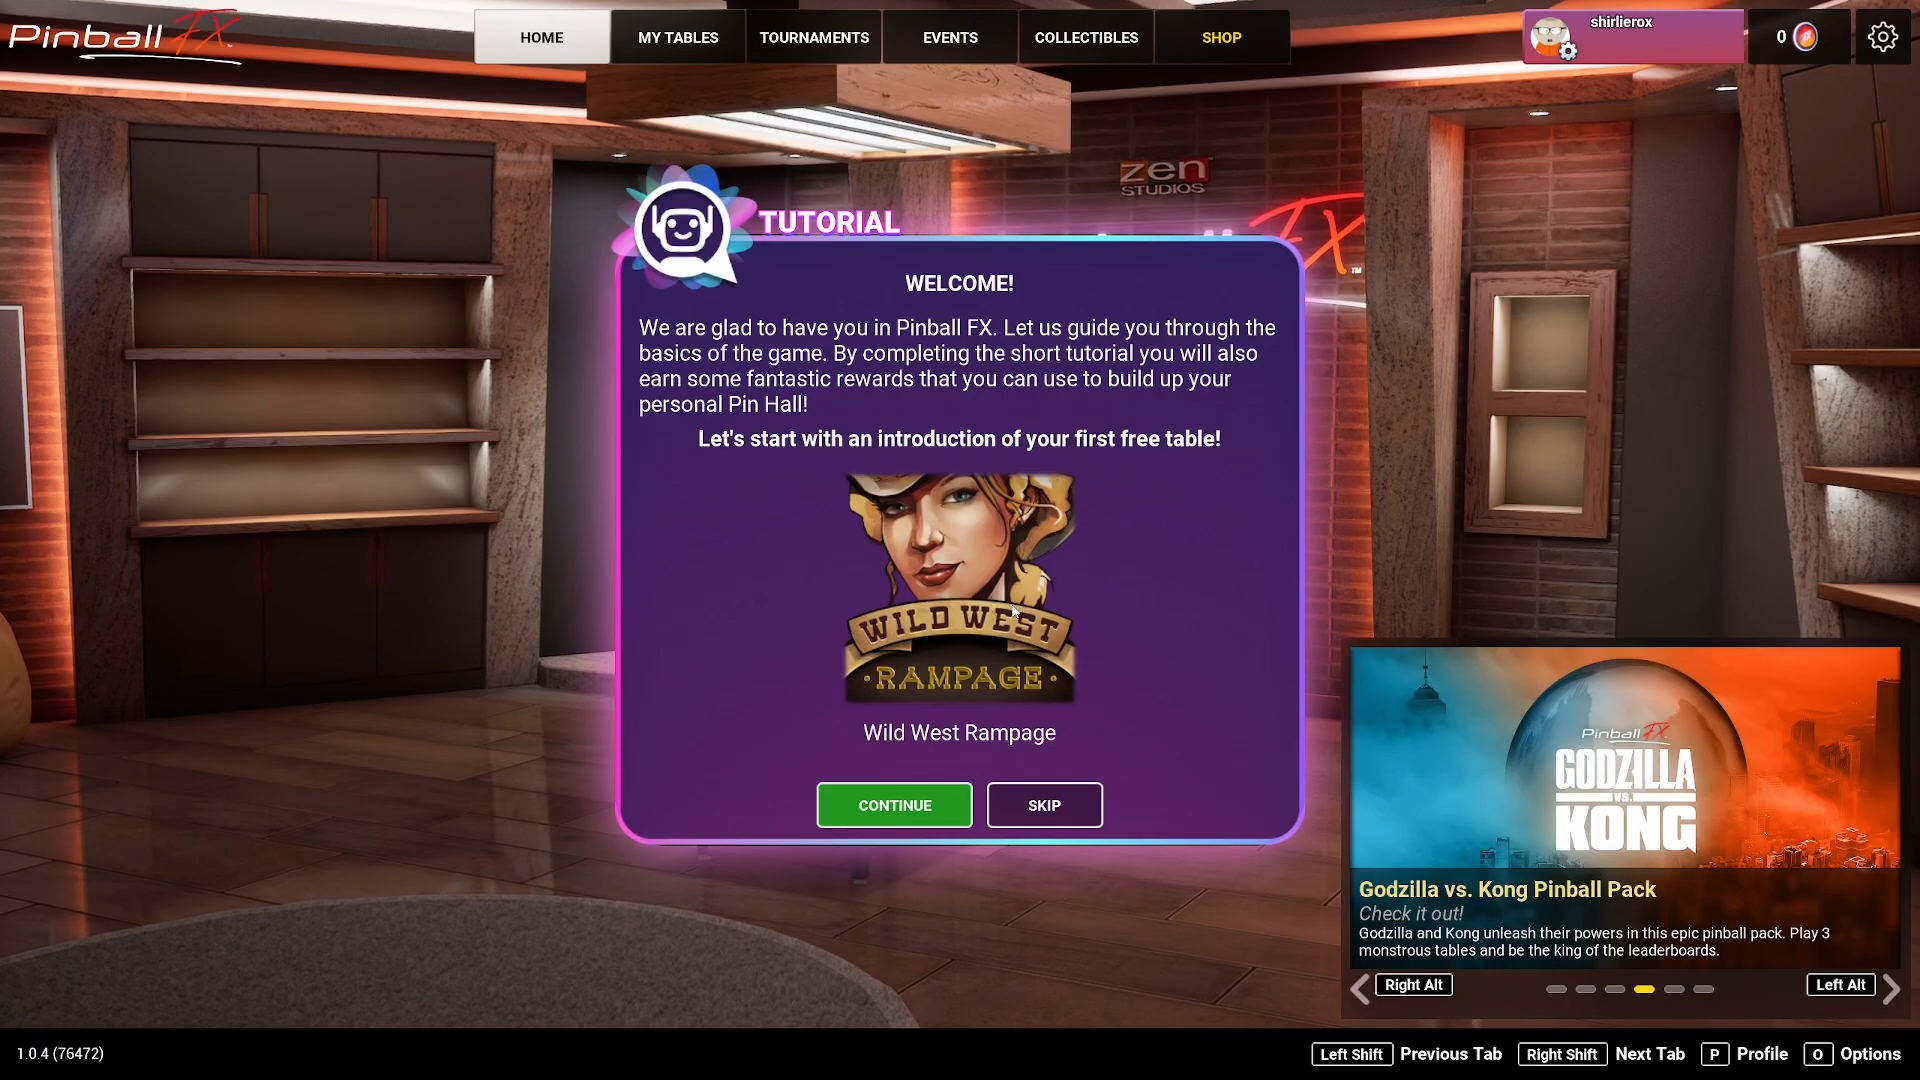 Pinball FX
HOME
MY TABLES
TOURNAMENTS
EVENTS
COLLECTIBLES
SHOP
shirlierox
0
zen
STUDIOS
FX
TM
TUTORIAL
WELCOME!
We are glad to have you in Pinball FX. Let us guide you through the
basics of the game. By completing the short tutorial you will also
earn some fantastic rewards that you can use to build up your
personal Pin Hall!
Let's start with an introduction of your first free table!
WILD WEST
RAMPAGE
Wild West Rampage
CONTINUE
SKIP
Pinball FX
GODZILLA
VS.
KONG
Godzilla vs. Kong Pinball Pack
Check it out!
Godzilla and Kong unleash their powers in this epic pinball pack. Play 3
monstrous tables and be the king of the leaderboards.
Right Alt
Left Alt
1.0.4 (76472)
Left Shift Previous Tab
Right Shift Next Tab
P Profile
O Options